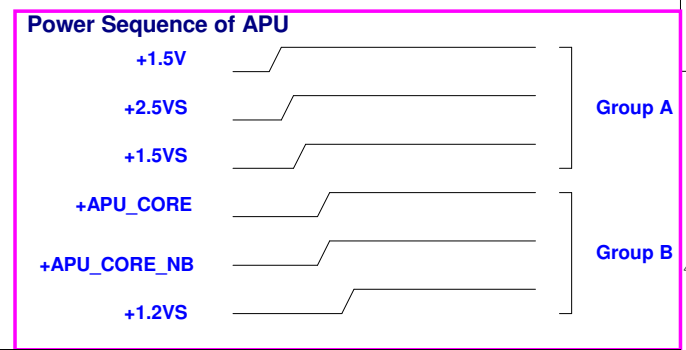 Power Sequence of APU
+1.5V
+2.5VS
Group A
+1.5VS
+APU_CORE
+APU_CORE_NB
Group B
+1.2VS